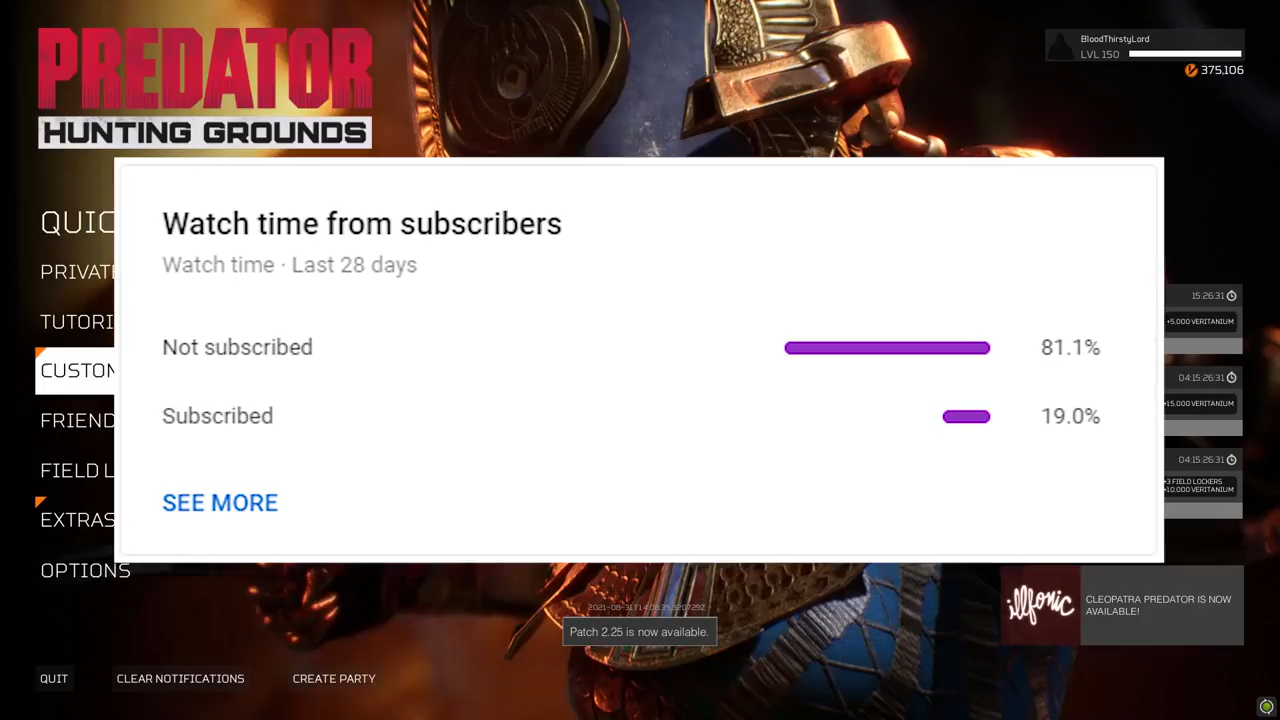 PREDATOR
HUNTING GROUNDS
BloodThirstyLord
LVL 150
375,106
QUIC
PRIVATE
TUTORI
CUSTOM
FRIEND
FIELD L
EXTRAS
OPTIONS
Watch time from subscribers
Watch time · Last 28 days
Not subscribed 81.1%
Subscribed 19.0%
SEE MORE
15:26:31
+5,000 VERITANIUM
04:15:26:31
+15,000 VERITANIUM
04:15:26:31
+3 FIELD LOCKERS
+10,000 VERITANIUM
illfonic
CLEOPATRA PREDATOR IS NOW
AVAILABLE!
Patch 2.25 is now available.
QUIT
CLEAR NOTIFICATIONS
CREATE PARTY